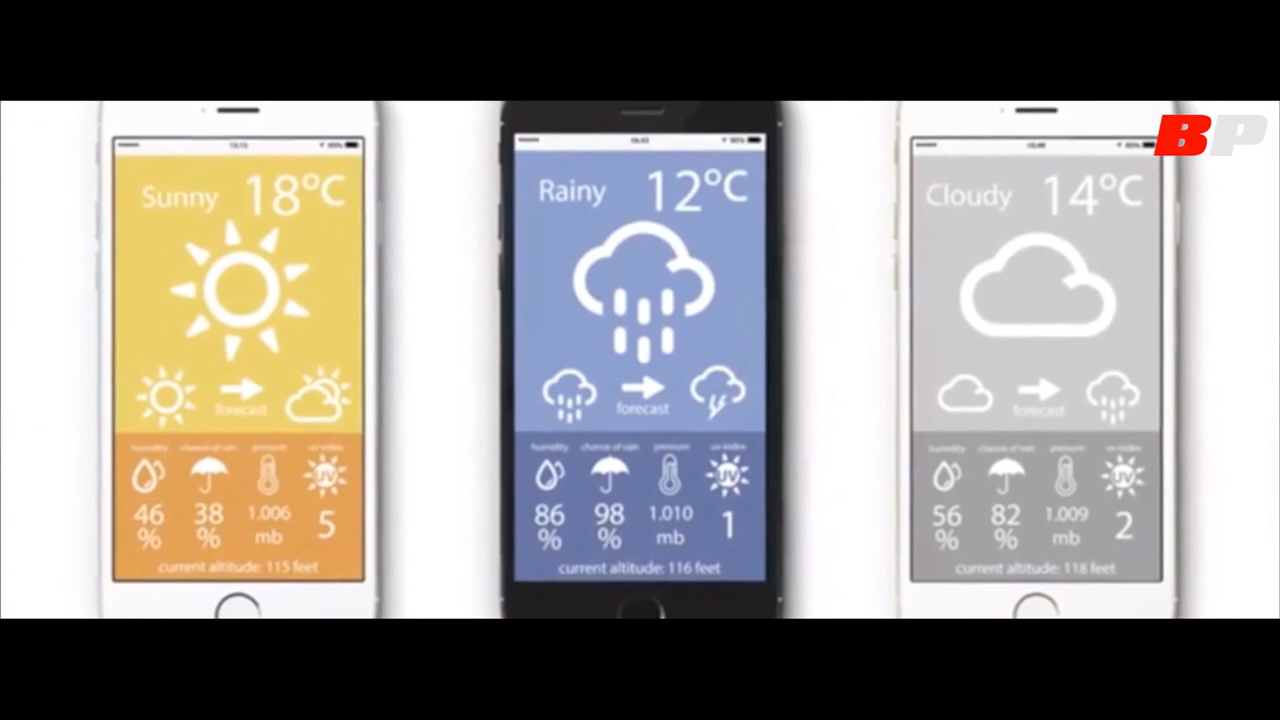 BP
Sunny 18°C
forecast
humidity chance of rain pressure uv index
UV
46 % 38 % 1.006 mb 5
current altitude: 115 feet
Rainy 12°C
forecast
humidity chance of rain pressure uv index
UV
86 % 98 % 1.010 mb 1
current altitude: 116 feet
Cloudy 14°C
forecast
humidity chance of rain pressure uv index
UV
56 % 82 % 1.009 mb 2
current altitude: 118 feet